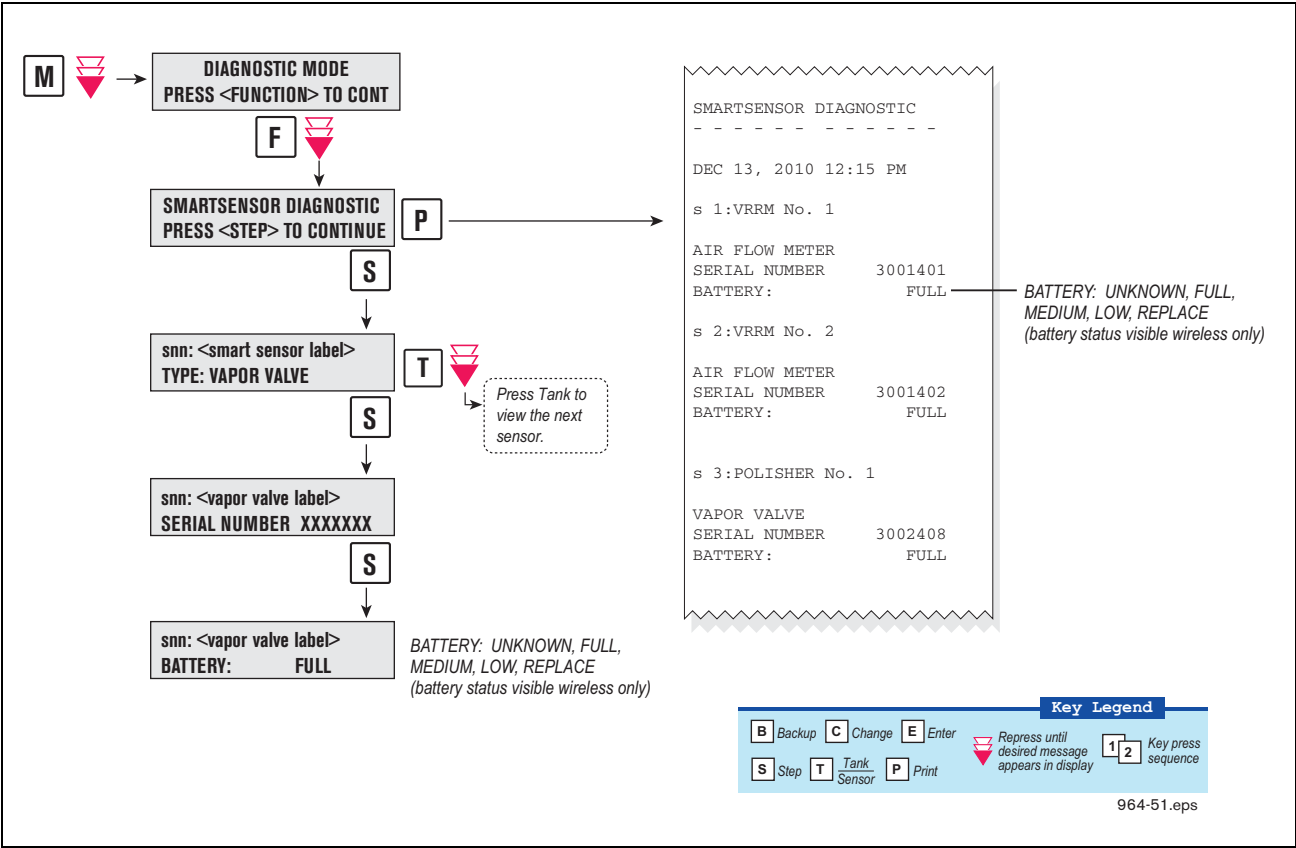 M
DIAGNOSTIC MODE
PRESS <FUNCTION> TO CONT
F
SMARTSENSOR DIAGNOSTIC
PRESS <STEP> TO CONTINUE
P
S
snn: <smart sensor label>
TYPE: VAPOR VALVE
T
Press Tank to
view the next
sensor.
S
snn: <vapor valve label>
SERIAL NUMBER XXXXXXX
S
snn: <vapor valve label>
BATTERY: FULL
BATTERY: UNKNOWN, FULL,
MEDIUM, LOW, REPLACE
(battery status visible wireless only)
SMARTSENSOR DIAGNOSTIC
- - - - - - - - - - - -
DEC 13, 2010 12:15 PM
s 1:VRRM No. 1
AIR FLOW METER
SERIAL NUMBER 3001401
BATTERY: FULL
s 2:VRRM No. 2
AIR FLOW METER
SERIAL NUMBER 3001402
BATTERY: FULL
s 3:POLISHER No. 1
VAPOR VALVE
SERIAL NUMBER 3002408
BATTERY: FULL
BATTERY: UNKNOWN, FULL,
MEDIUM, LOW, REPLACE
(battery status visible wireless only)
Key Legend
B Backup C Change E Enter
S Step T Tank
Sensor P Print
Repress until
desired message
appears in display
1 2 Key press
sequence
964-51.eps